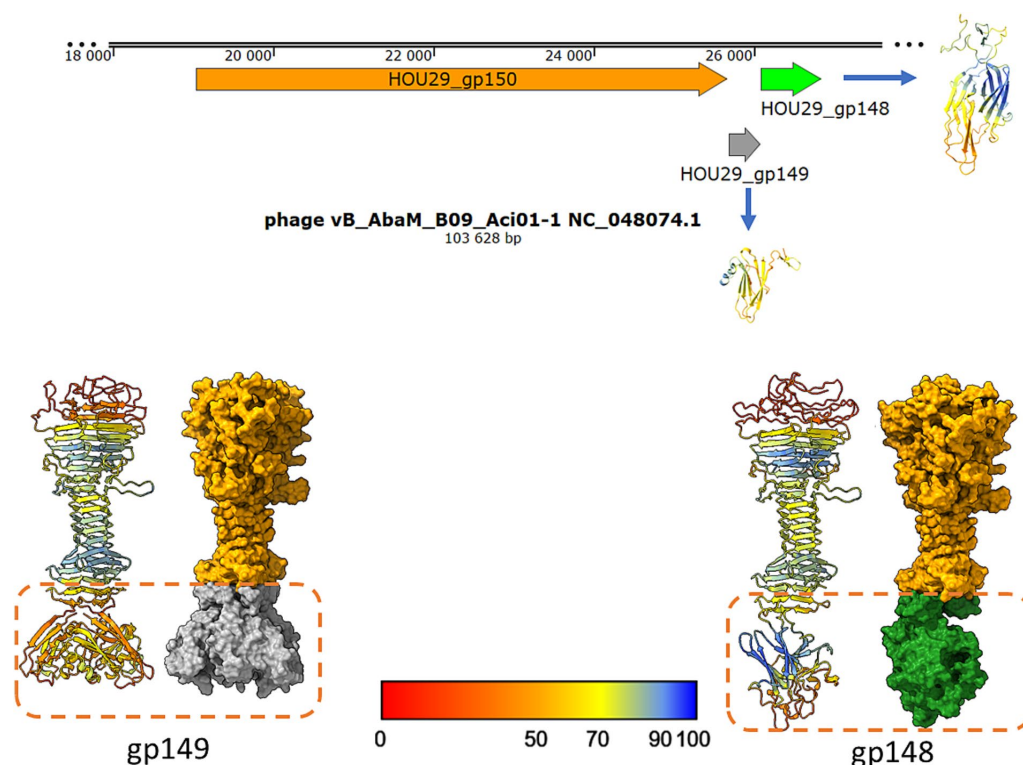 18 000 20 000 22 000 24 000 26 000
HOU29_gp150
HOU29_gp148
HOU29_gp149
phage vB_AbaM_B09_Aci01-1 NC_048074.1
103 628 bp
0 50 70 90 100
gp149
gp148